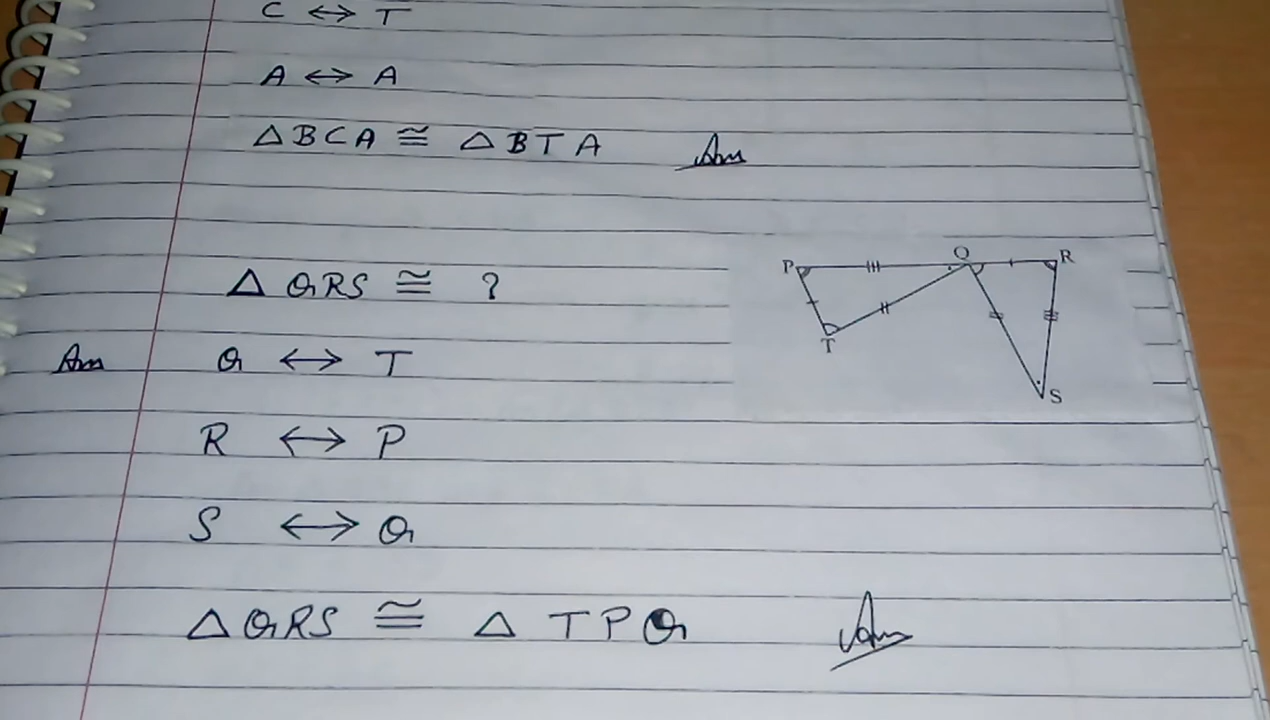 C ↔ T
A ↔ A
△BCA ≅ △BTA Ans
△QRS ≅ ?
P Q R
T
S
Ans Q ↔ T
R ↔ P
S ↔ Q
△QRS ≅ △TPQ Ans